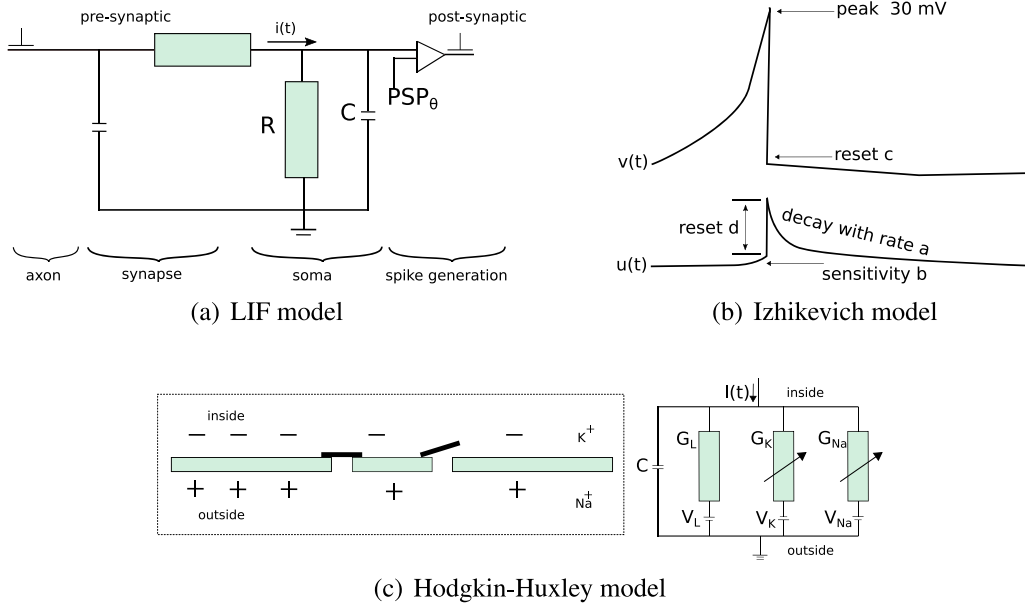 pre-synaptic
i(t)
post-synaptic
R
C
PSPθ
axon
synapse
soma
spike generation
(a) LIF model
peak 30 mV
v(t)
reset c
reset d
decay with rate a
u(t)
sensitivity b
(b) Izhikevich model
inside
− − − − −
K+
+ + + + +
Na+
outside
I(t)
inside
C
GL
GK
GNa
VL
VK
VNa
outside
(c) Hodgkin-Huxley model